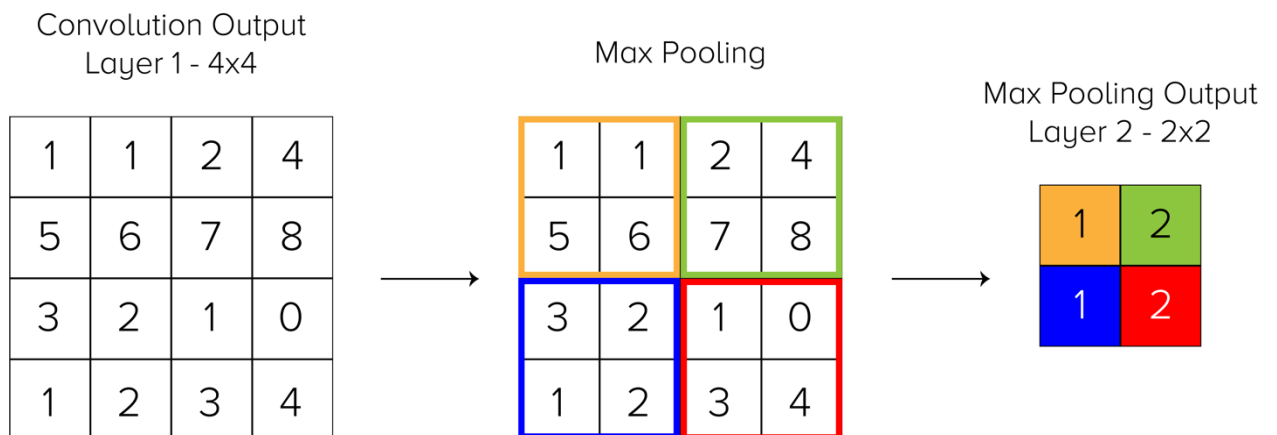 Convolution Output
Layer 1 - 4x4
Max Pooling
Max Pooling Output
Layer 2 - 2x2
1 1 2 4
5 6 7 8
3 2 1 0
1 2 3 4
1 1 2 4
5 6 7 8
3 2 1 0
1 2 3 4
1 2
1 2